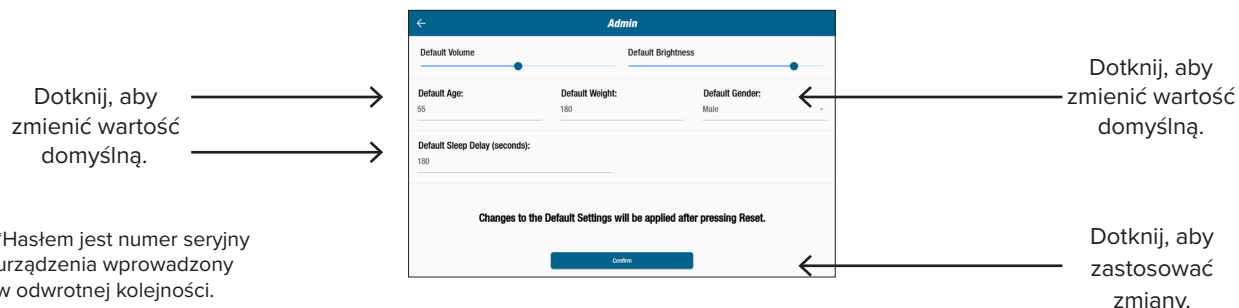 Admin
Default Volume
Default Brightness
Default Age:
Default Weight:
Default Gender:
55
180
Male
Default Sleep Delay (seconds):
180
Changes to the Default Settings will be applied after pressing Reset.
Confirm
Dotknij, aby
zmienić wartość
domyślną.
Dotknij, aby
zmienić wartość
domyślną.
*Hasłem jest numer seryjny
urządzenia wprowadzony
w odwrotnej kolejności.
Dotknij, aby
zastosować
zmiany.